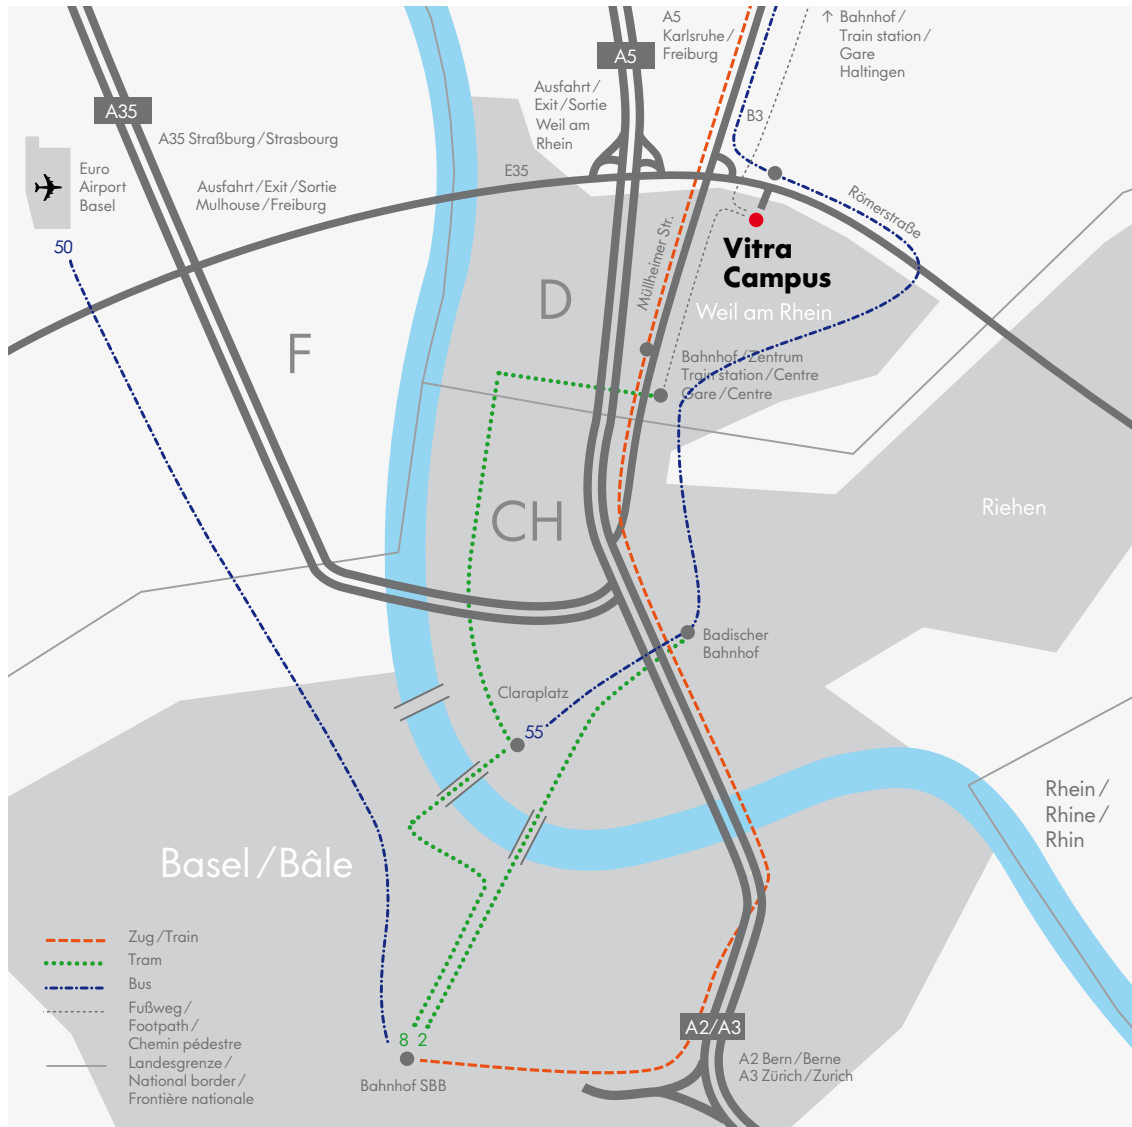 A5
Karlsruhe/
Freiburg
↑ Bahnhof/
Train station/
Gare
Haltingen
A5
Ausfahrt/
Exit/Sortie
Weil am
Rhein
B3
A35
A35 Straßburg/Strasbourg
Euro
Airport
Basel
Ausfahrt/Exit/Sortie
Mulhouse/Freiburg
E35
Römerstraße
50
Vitra
Campus
Müllheimer Str.
D
Weil am Rhein
F
Bahnhof/Zentrum
Train station/Centre
Gare/Centre
CH
Riehen
Badischer
Bahnhof
Claraplatz
55
Rhein/
Rhine/
Rhin
Basel/Bâle
Zug/Train
Tram
Bus
Fußweg/
Footpath/
Chemin pédestre
Landesgrenze/
National border/
Frontière nationale
8 2
Bahnhof SBB
A2/A3
A2 Bern/Berne
A3 Zürich/Zurich